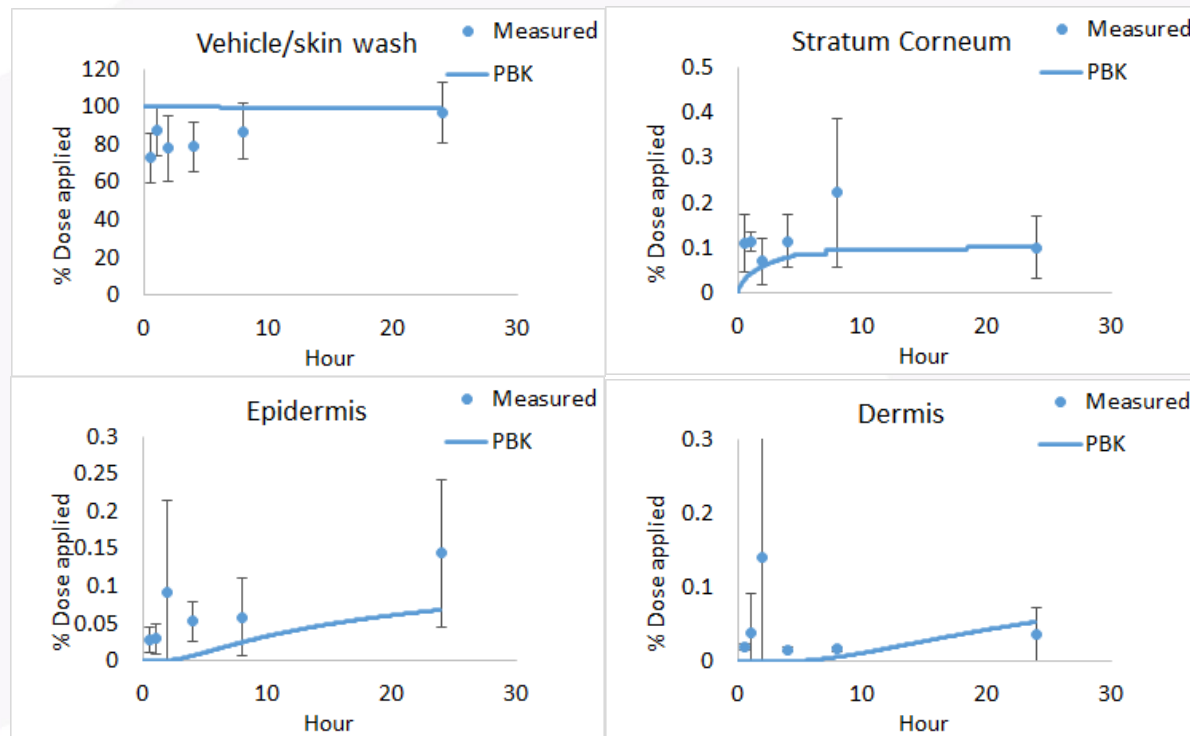 Vehicle/skin wash
Measured
PBK
% Dose applied
120
100
80
60
40
20
0
0 10 20 30
Hour
Stratum Corneum
Measured
PBK
% Dose applied
0.5
0.4
0.3
0.2
0.1
0
0 10 20 30
Hour
Epidermis
Measured
PBK
% Dose applied
0.3
0.25
0.2
0.15
0.1
0.05
0
0 10 20 30
Hour
Dermis
Measured
PBK
% Dose applied
0.3
0.2
0.1
0
0 10 20 30
Hour